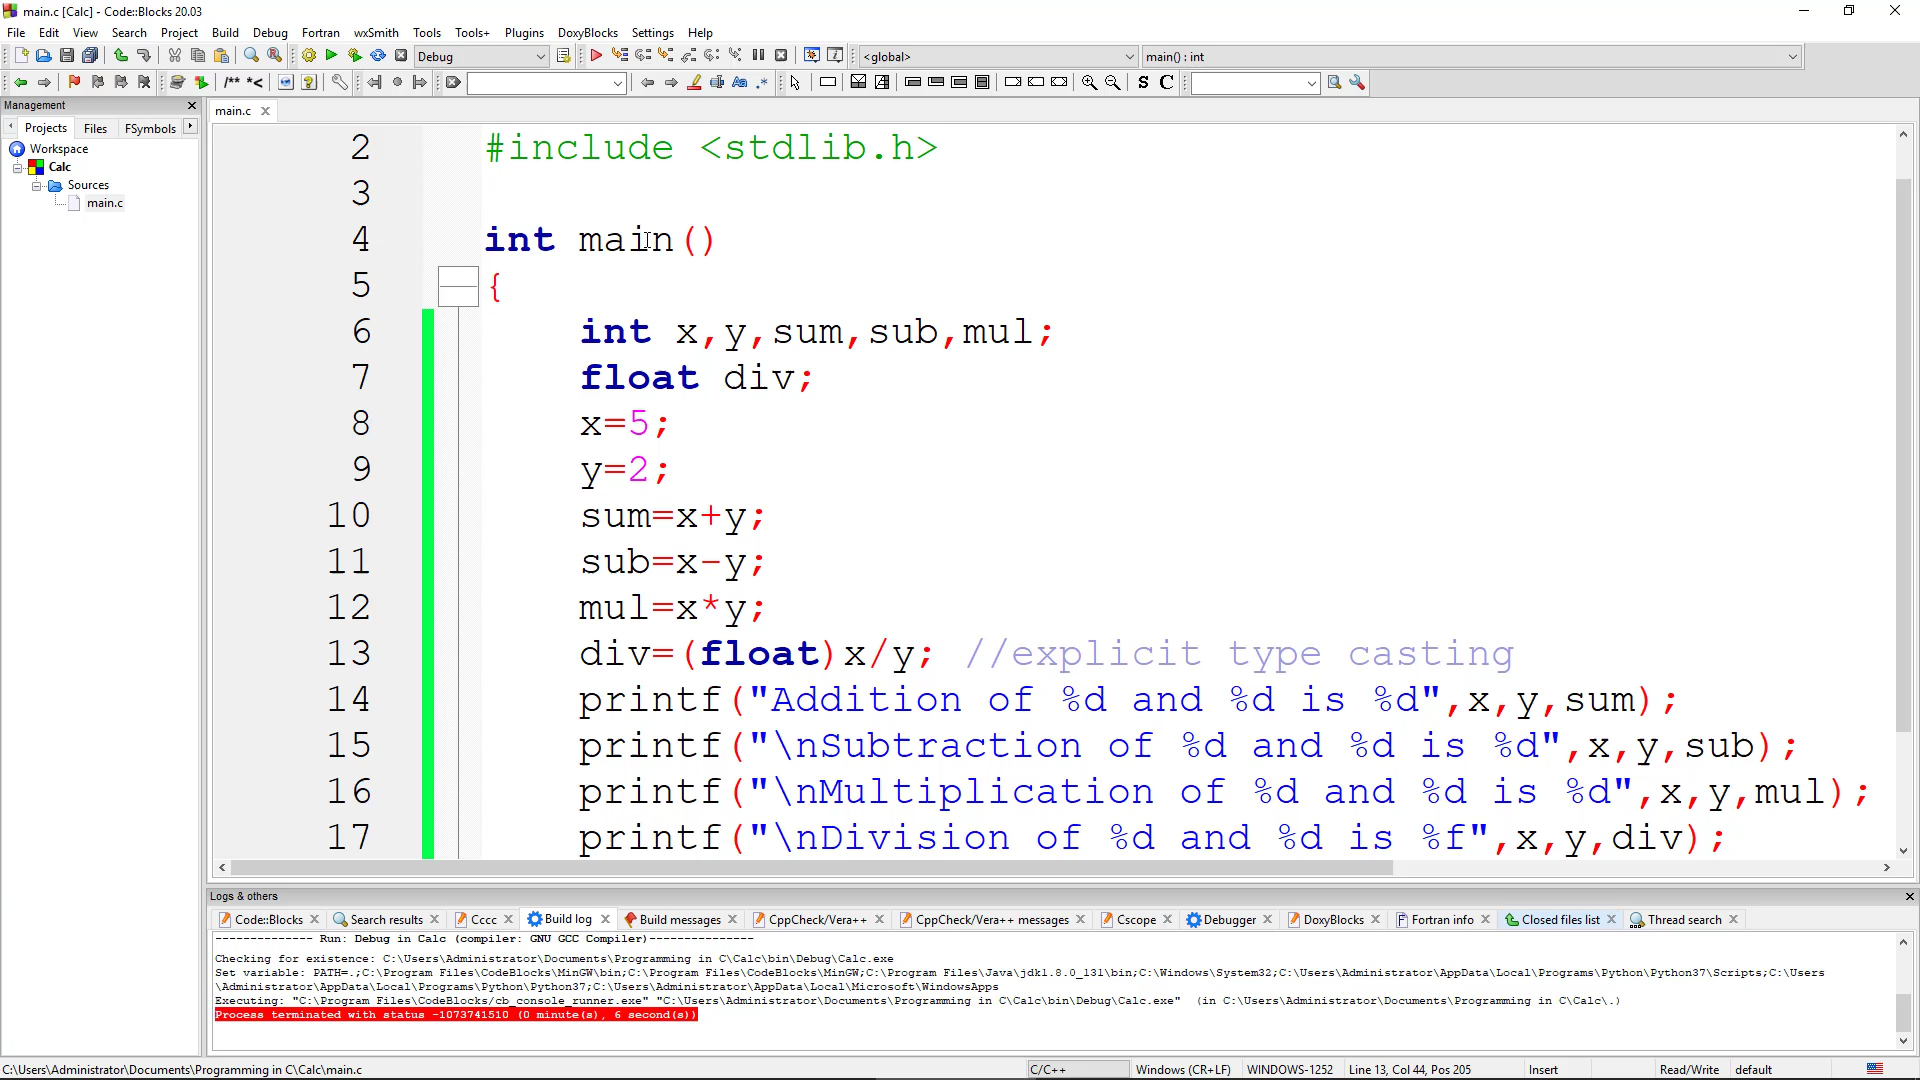 main.c [Calc] - Code::Blocks 20.03
File Edit View Search Project Build Debug Fortran wxSmith Tools Tools+ Plugins DoxyBlocks Settings Help
Debug <global> main() : int
/** *< Aa .* S C
Management
Projects Files FSymbols
Workspace
Calc
Sources
main.c
main.c
2 #include <stdlib.h>
3
4 int main()
5 {
6 int x,y,sum,sub,mul;
7 float div;
8 x=5;
9 y=2;
10 sum=x+y;
11 sub=x-y;
12 mul=x*y;
13 div=(float)x/y; //explicit type casting
14 printf("Addition of %d and %d is %d",x,y,sum);
15 printf("\nSubtraction of %d and %d is %d",x,y,sub);
16 printf("\nMultiplication of %d and %d is %d",x,y,mul);
17 printf("\nDivision of %d and %d is %f",x,y,div);
Logs & others
Code::Blocks Search results Cccc Build log Build messages CppCheck/Vera++ CppCheck/Vera++ messages Cscope Debugger DoxyBlocks Fortran info Closed files list Thread search
-------------- Run: Debug in Calc (compiler: GNU GCC Compiler)---------------
Checking for existence: C:\Users\Administrator\Documents\Programming in C\Calc\bin\Debug\Calc.exe
Set variable: PATH=.;C:\Program Files\CodeBlocks\MinGW\bin;C:\Program Files\CodeBlocks\MinGW;C:\Program Files\Java\jdk1.8.0_131\bin;C:\Windows\System32;C:\Users\Administrator\AppData\Local\Programs\Python\Python37\Scripts;C:\Users
\Administrator\AppData\Local\Programs\Python\Python37;C:\Users\Administrator\AppData\Local\Microsoft\WindowsApps
Executing: "C:\Program Files\CodeBlocks/cb_console_runner.exe" "C:\Users\Administrator\Documents\Programming in C\Calc\bin\Debug\Calc.exe" (in C:\Users\Administrator\Documents\Programming in C\Calc\.)
Process terminated with status -1073741510 (0 minute(s), 6 second(s))
C:\Users\Administrator\Documents\Programming in C\Calc\main.c C/C++ Windows (CR+LF) WINDOWS-1252 Line 13, Col 44, Pos 205 Insert Read/Write default